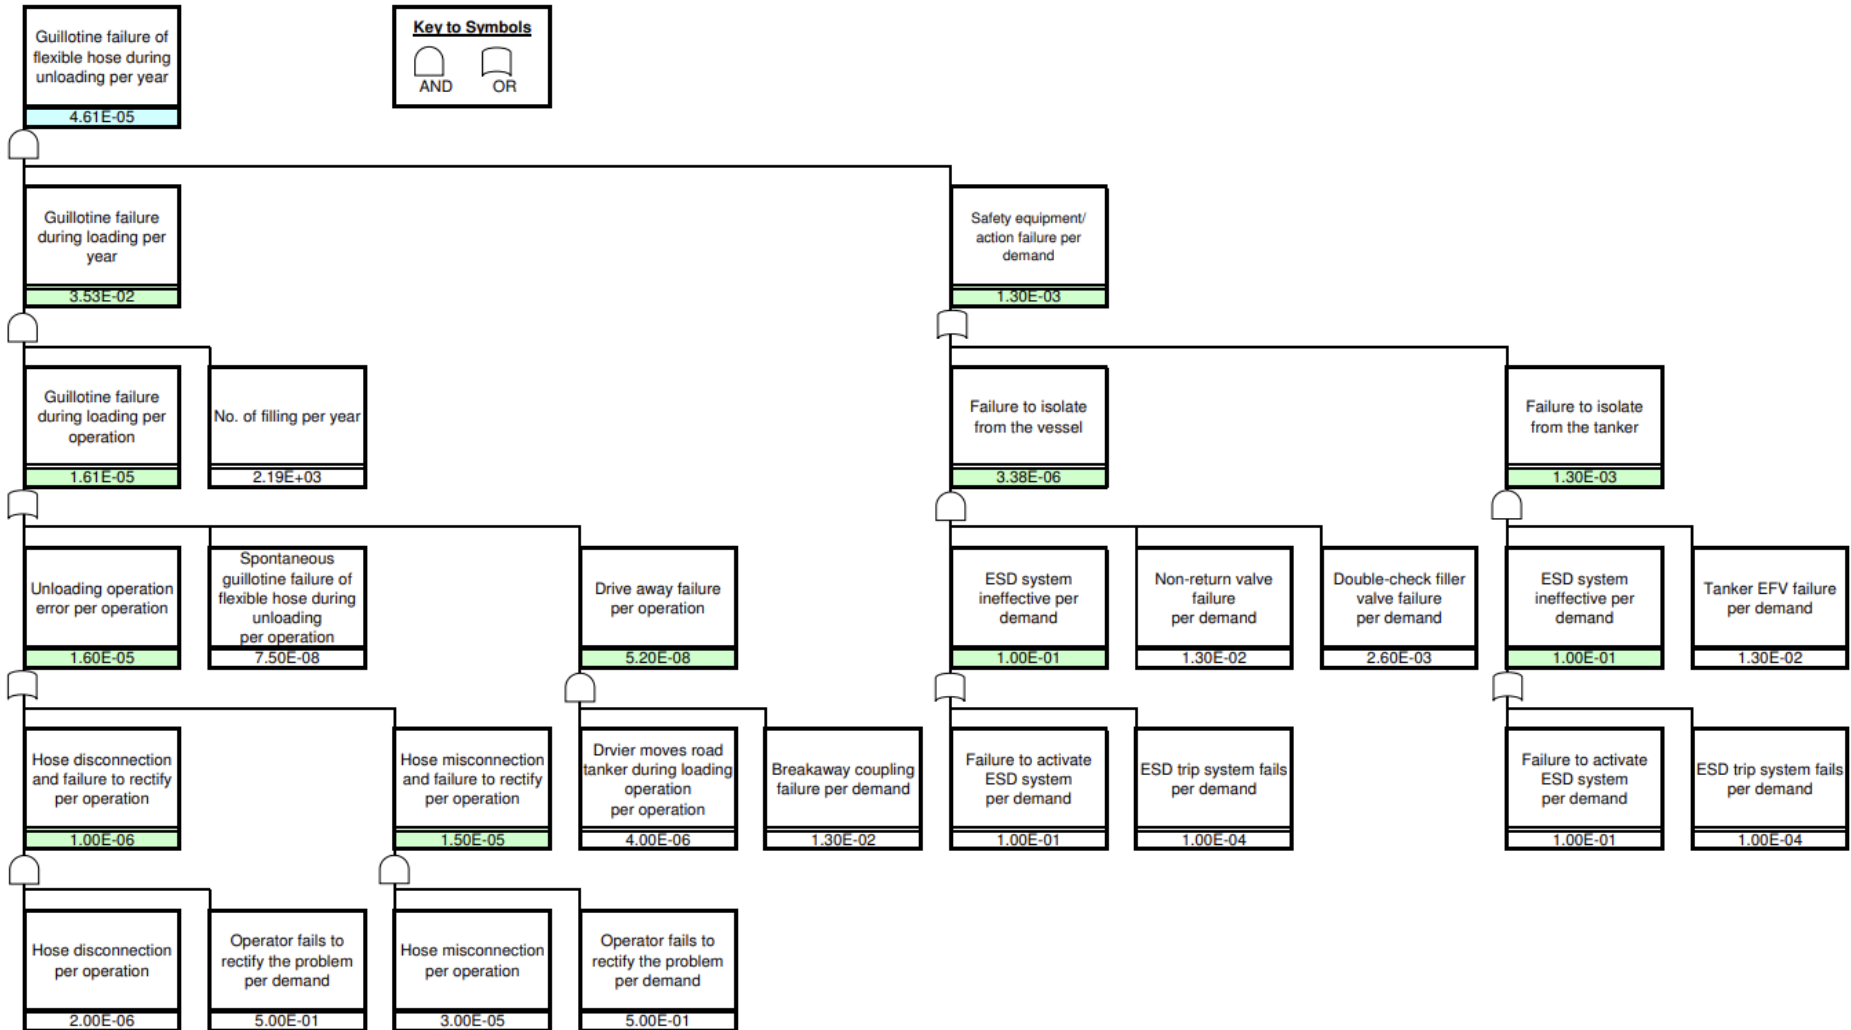 Guillotine failure of
flexible hose during
unloading per year
4.61E-05
Key to Symbols
AND
OR
Guillotine failure
during loading per
year
3.53E-02
Safety equipment/
action failure per
demand
1.30E-03
Guillotine failure
during loading per
operation
1.61E-05
No. of filling per year
2.19E+03
Failure to isolate
from the vessel
3.38E-06
Failure to isolate
from the tanker
1.30E-03
Unloading operation
error per operation
1.60E-05
Spontaneous
guillotine failure of
flexible hose during
unloading
per operation
7.50E-08
Drive away failure
per operation
5.20E-08
ESD system
ineffective per
demand
1.00E-01
Non-return valve
failure
per demand
1.30E-02
Double-check filler
valve failure
per demand
2.60E-03
ESD system
ineffective per
demand
1.00E-01
Tanker EFV failure
per demand
1.30E-02
Hose disconnection
and failure to rectify
per operation
1.00E-06
Hose misconnection
and failure to rectify
per operation
1.50E-05
Drvier moves road
tanker during loading
operation
per operation
4.00E-06
Breakaway coupling
failure per demand
1.30E-02
Failure to activate
ESD system
per demand
1.00E-01
ESD trip system fails
per demand
1.00E-04
Failure to activate
ESD system
per demand
1.00E-01
ESD trip system fails
per demand
1.00E-04
Hose disconnection
per operation
2.00E-06
Operator fails to
rectify the problem
per demand
5.00E-01
Hose misconnection
per operation
3.00E-05
Operator fails to
rectify the problem
per demand
5.00E-01